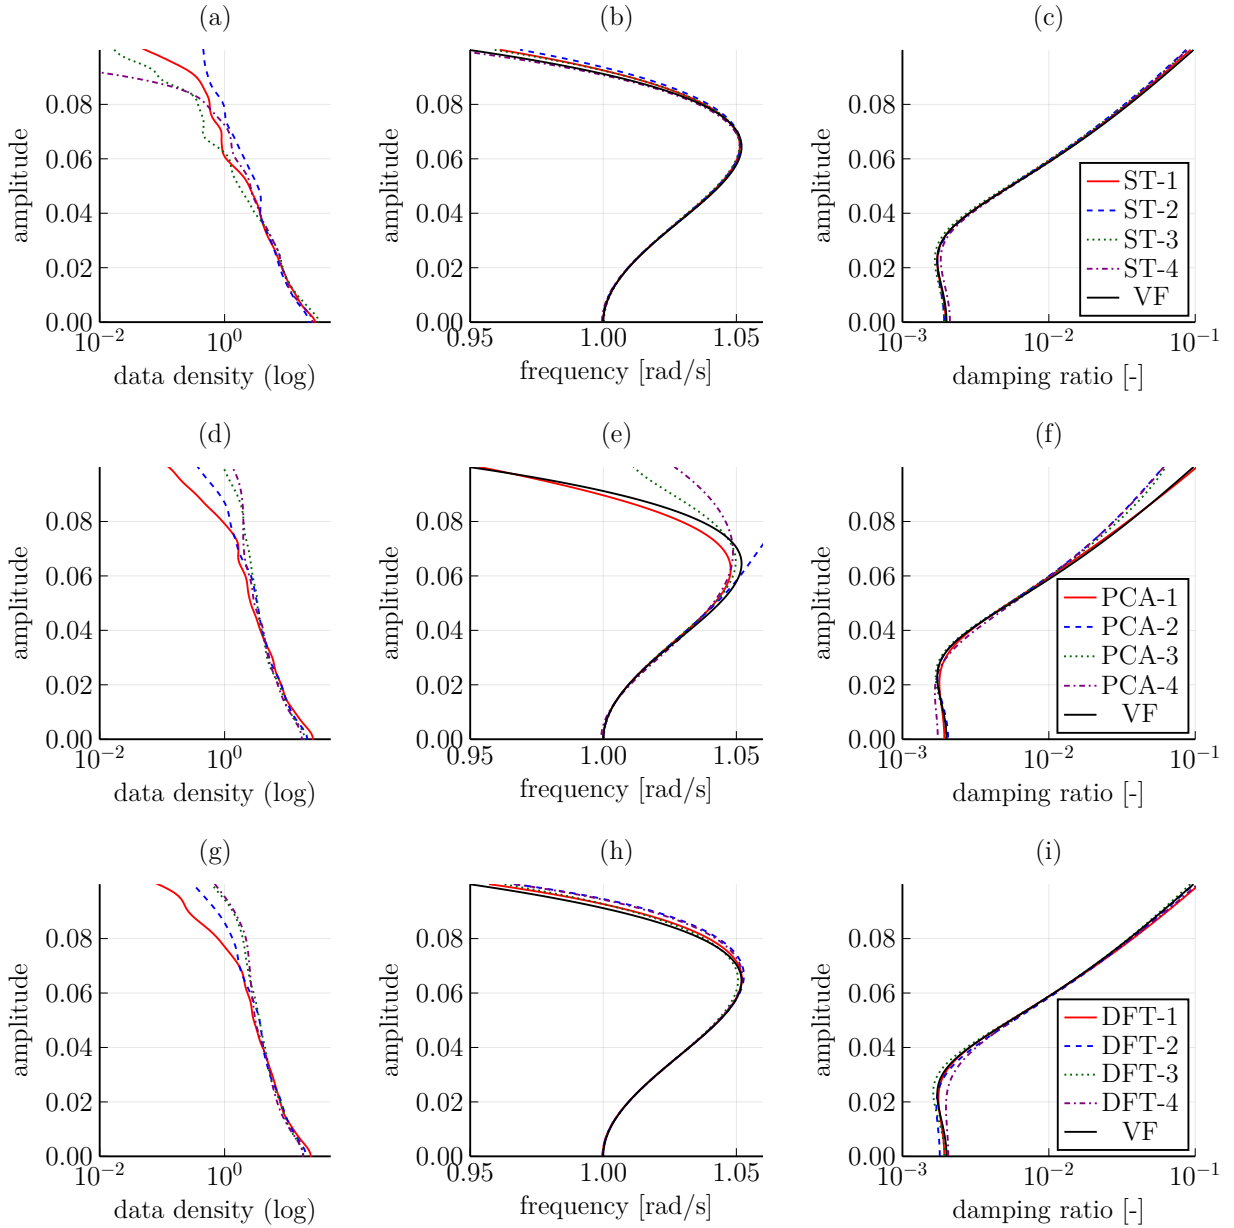 (a) (b) (c)
amplitude
0.08
0.06
0.04
0.02
0.00
10⁻² 10⁰
data density (log)
amplitude
0.08
0.06
0.04
0.02
0.00
0.95 1.00 1.05
frequency [rad/s]
amplitude
0.08
0.06
0.04
0.02
0.00
10⁻³ 10⁻² 10⁻¹
damping ratio [-]
ST-1
ST-2
ST-3
ST-4
VF
(d) (e) (f)
amplitude
0.08
0.06
0.04
0.02
0.00
10⁻² 10⁰
data density (log)
amplitude
0.08
0.06
0.04
0.02
0.00
0.95 1.00 1.05
frequency [rad/s]
amplitude
0.08
0.06
0.04
0.02
0.00
10⁻³ 10⁻² 10⁻¹
damping ratio [-]
PCA-1
PCA-2
PCA-3
PCA-4
VF
(g) (h) (i)
amplitude
0.08
0.06
0.04
0.02
0.00
10⁻² 10⁰
data density (log)
amplitude
0.08
0.06
0.04
0.02
0.00
0.95 1.00 1.05
frequency [rad/s]
amplitude
0.08
0.06
0.04
0.02
0.00
10⁻³ 10⁻² 10⁻¹
damping ratio [-]
DFT-1
DFT-2
DFT-3
DFT-4
VF